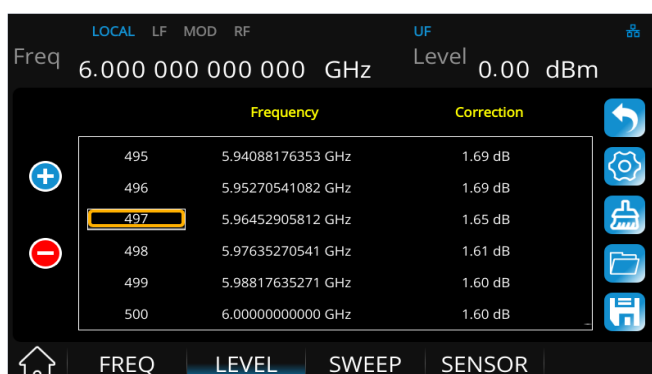 LOCAL LF MOD RF UF
Freq 6.000 000 000 000 GHz Level 0.00 dBm
Frequency Correction
495 5.94088176353 GHz 1.69 dB
496 5.95270541082 GHz 1.69 dB
497 5.96452905812 GHz 1.65 dB
498 5.97635270541 GHz 1.61 dB
499 5.98817635271 GHz 1.60 dB
500 6.00000000000 GHz 1.60 dB
FREQ LEVEL SWEEP SENSOR